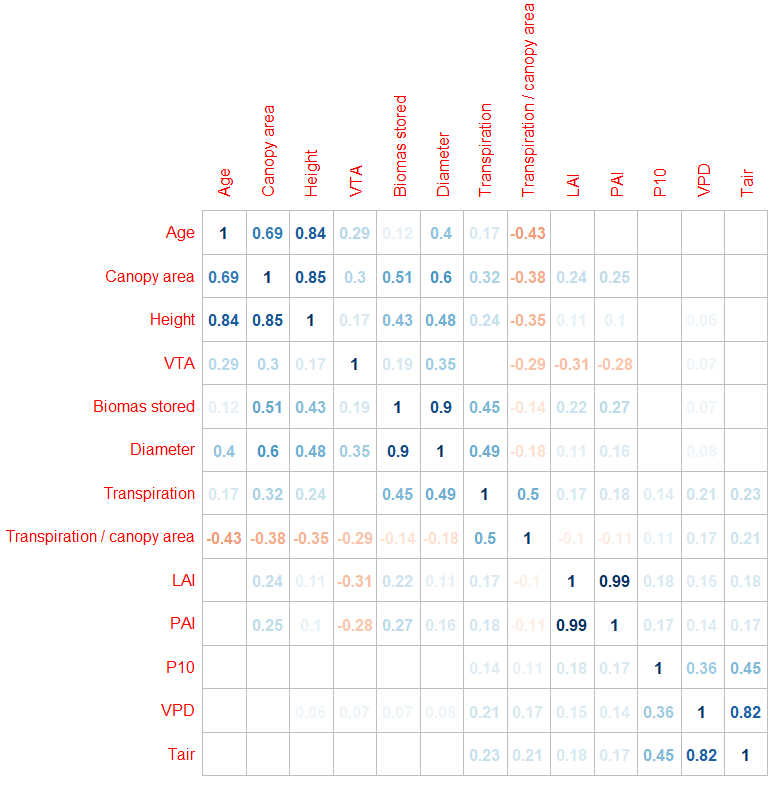 Age Canopy area Height VTA Biomas stored Diameter Transpiration Transpiration / canopy area LAI PAI P10 VPD Tair
Age 1 0.69 0.84 0.29 0.12 0.4 0.17 -0.43
Canopy area 0.69 1 0.85 0.3 0.51 0.6 0.32 -0.38 0.24 0.25
Height 0.84 0.85 1 0.17 0.43 0.48 0.24 -0.35 0.11 0.1 0.06
VTA 0.29 0.3 0.17 1 0.19 0.35 -0.29 -0.31 -0.28 0.07
Biomas stored 0.12 0.51 0.43 0.19 1 0.9 0.45 -0.14 0.22 0.27 0.07
Diameter 0.4 0.6 0.48 0.35 0.9 1 0.49 -0.18 0.11 0.16 0.08
Transpiration 0.17 0.32 0.24 0.45 0.49 1 0.5 0.17 0.18 0.14 0.21 0.23
Transpiration / canopy area -0.43 -0.38 -0.35 -0.29 -0.14 -0.18 0.5 1 -0.1 -0.11 0.11 0.17 0.21
LAI 0.24 0.11 -0.31 0.22 0.11 0.17 -0.1 1 0.99 0.18 0.15 0.18
PAI 0.25 0.1 -0.28 0.27 0.16 0.18 -0.11 0.99 1 0.17 0.14 0.17
P10 0.14 0.11 0.18 0.17 1 0.36 0.45
VPD 0.06 0.07 0.07 0.08 0.21 0.17 0.15 0.14 0.36 1 0.82
Tair 0.23 0.21 0.18 0.17 0.45 0.82 1